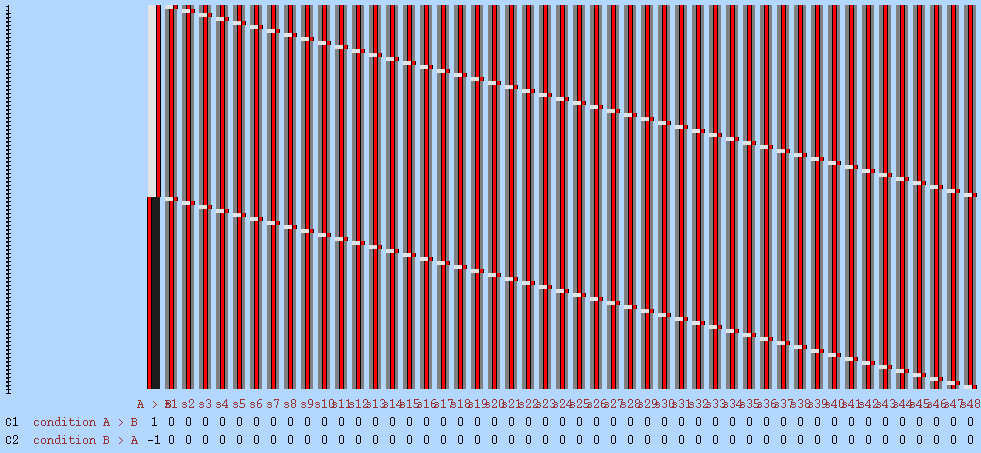 1
1
A > B s1 s2 s3 s4 s5 s6 s7 s8 s9 s10 s11 s12 s13 s14 s15 s16 s17 s18 s19 s20 s21 s22 s23 s24 s25 s26 s27 s28 s29 s30 s31 s32 s33 s34 s35 s36 s37 s38 s39 s40 s41 s42 s43 s44 s45 s46 s47 s48
C1 condition A > B 1 0 0 0 0 0 0 0 0 0 0 0 0 0 0 0 0 0 0 0 0 0 0 0 0 0 0 0 0 0 0 0 0 0 0 0 0 0 0 0 0 0 0 0 0 0 0 0 0
C2 condition B > A -1 0 0 0 0 0 0 0 0 0 0 0 0 0 0 0 0 0 0 0 0 0 0 0 0 0 0 0 0 0 0 0 0 0 0 0 0 0 0 0 0 0 0 0 0 0 0 0 0